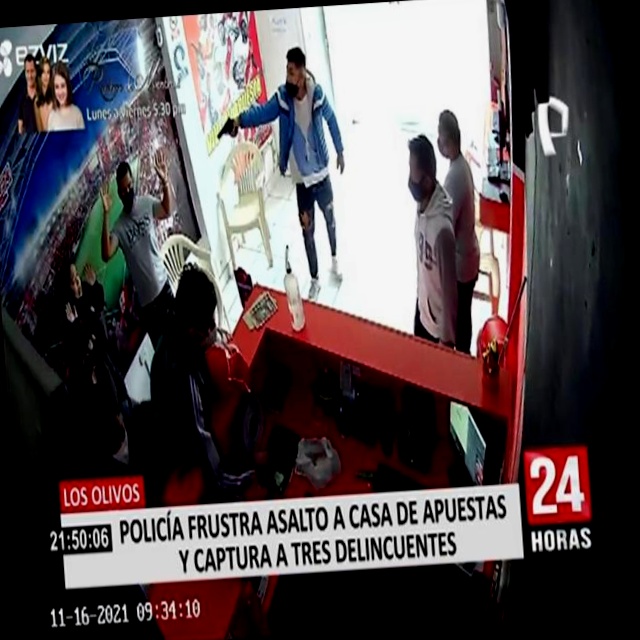 EZVIZ
Lunes a viernes 5:30 pm
LOS OLIVOS
21:50:06
POLICÍA FRUSTRA ASALTO A CASA DE APUESTAS
Y CAPTURA A TRES DELINCUENTES
24
HORAS
11-16-2021 09:34:10